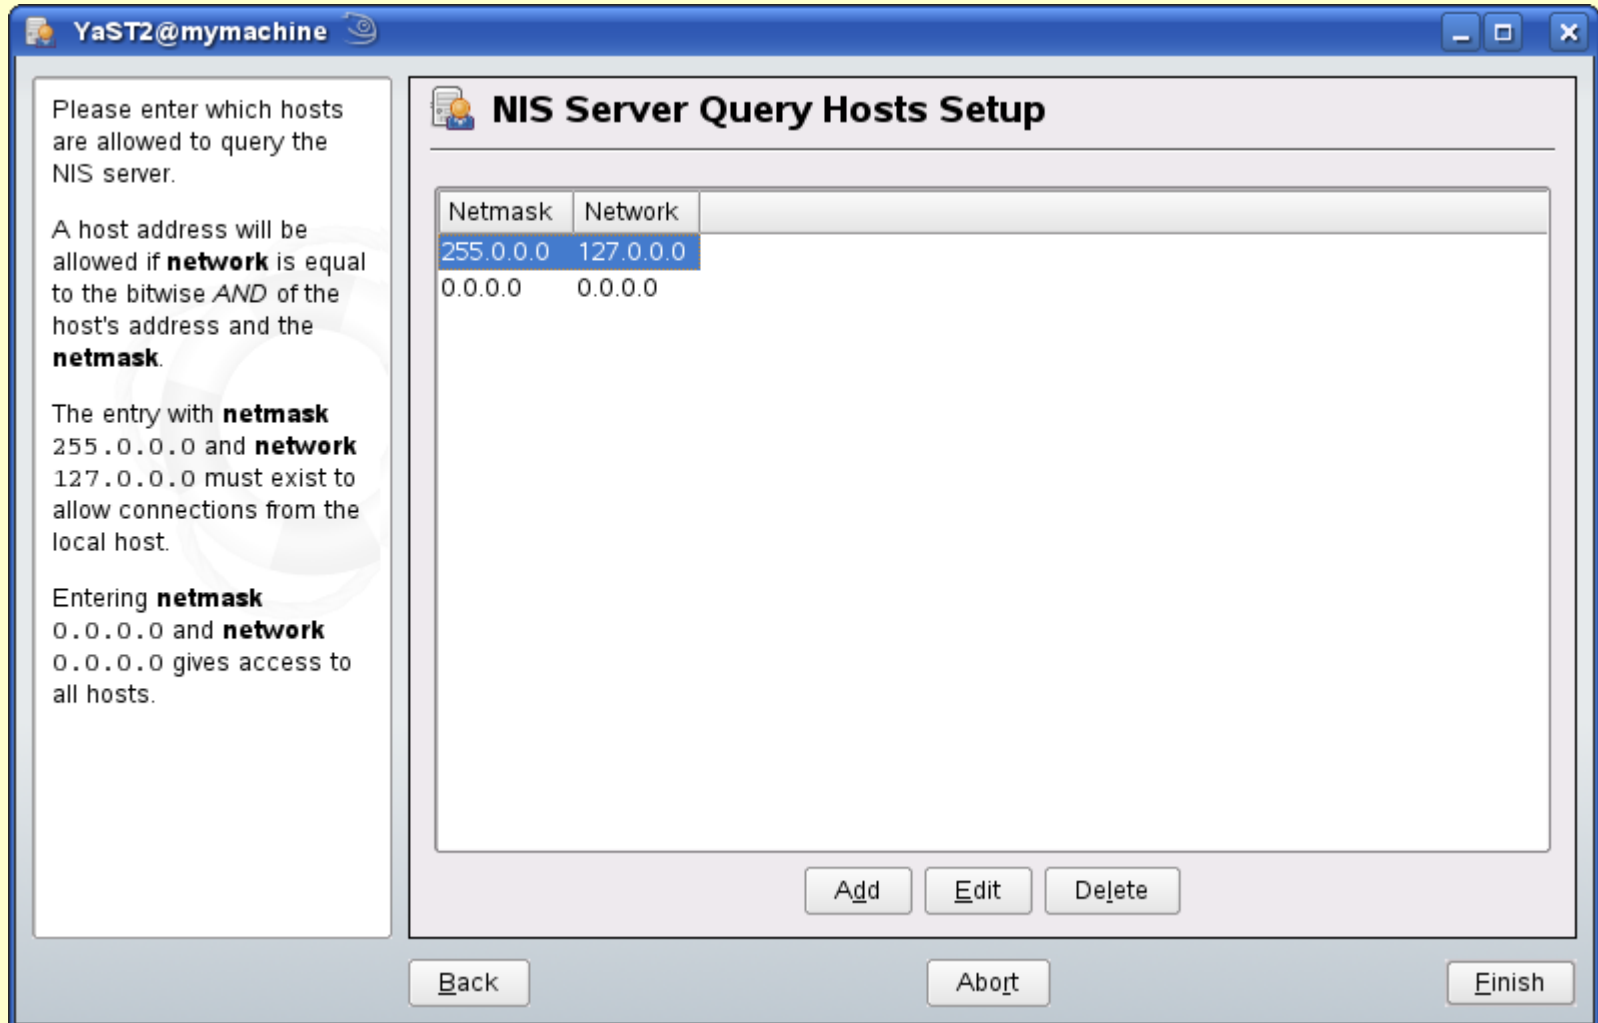 YaST2@mymachine
Please enter which hosts
are allowed to query the
NIS server.
A host address will be
allowed if network is equal
to the bitwise AND of the
host's address and the
netmask.
The entry with netmask
255.0.0.0 and network
127.0.0.0 must exist to
allow connections from the
local host.
Entering netmask
0.0.0.0 and network
0.0.0.0 gives access to
all hosts.
NIS Server Query Hosts Setup
Netmask Network
255.0.0.0 127.0.0.0
0.0.0.0 0.0.0.0
Add Edit Delete
Back Abort Finish